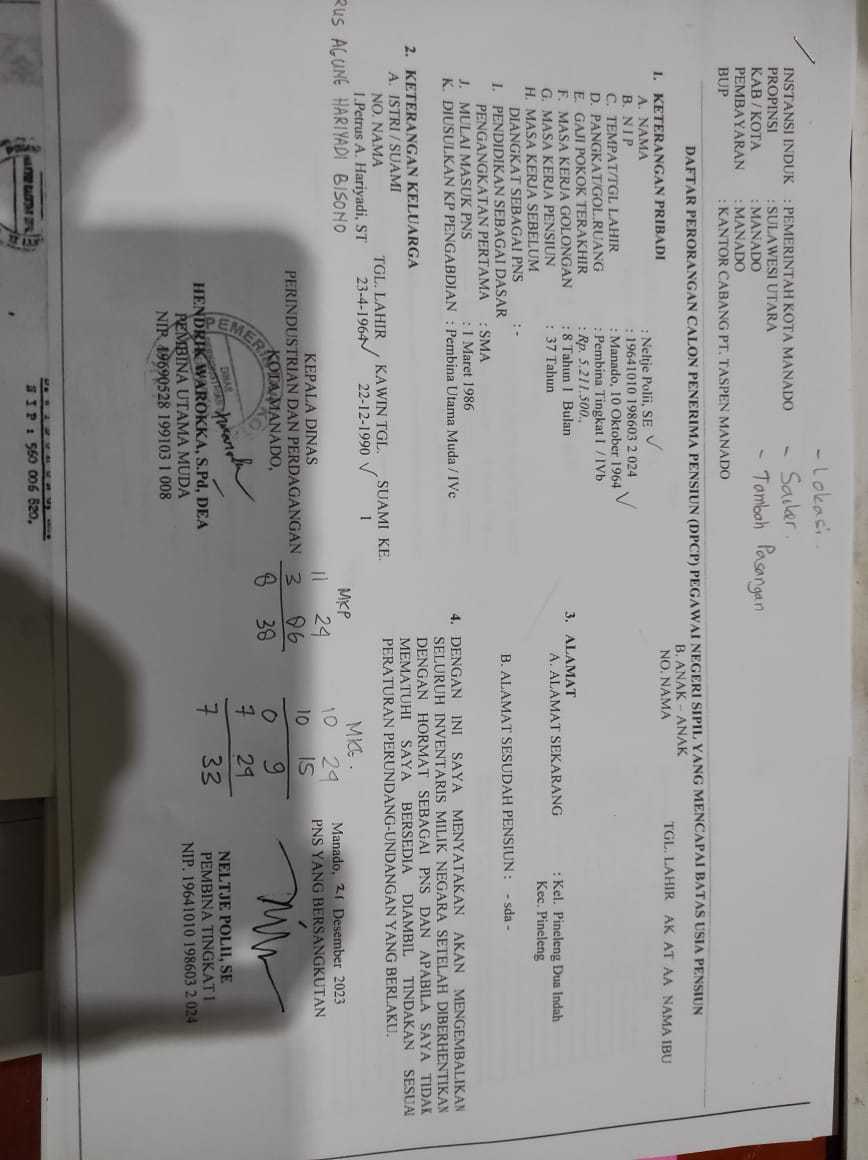 - Lokasi.
- Satker.
- Tambah Pasangan
INSTANSI INDUK : PEMERINTAH KOTA MANADO
PROPINSI : SULAWESI UTARA
KAB / KOTA : MANADO
PEMBAYARAN : MANADO
BUP : KANTOR CABANG PT. TASPEN MANADO
DAFTAR PERORANGAN CALON PENERIMA PENSIUN (DPCP) PEGAWAI NEGERI SIPIL YANG MENCAPAI BATAS USIA PENSIUN
1. KETERANGAN PRIBADI
A. NAMA : Neltje Polii, SE
B. N I P : 19641010 198603 2 024
C. TEMPAT/TGL LAHIR : Manado, 10 Oktober 1964
D. PANGKAT/GOL.RUANG : Pembina Tingkat I / IVb
E. GAJI POKOK TERAKHIR : Rp. 5.211.500.,
F. MASA KERJA GOLONGAN : 8 Tahun 1 Bulan
G. MASA KERJA PENSIUN : 37 Tahun
H. MASA KERJA SEBELUM
DIANGKAT SEBAGAI PNS : -
I. PENDIDIKAN SEBAGAI DASAR
PENGANGKATAN PERTAMA : SMA
J. MULAI MASUK PNS : 1 Maret 1986
K. DIUSULKAN KP PENGABDIAN : Pembina Utama Muda / IVc
2. KETERANGAN KELUARGA
A. ISTRI / SUAMI
NO. NAMA TGL. LAHIR KAWIN TGL. SUAMI KE.
1.Petrus A. Hariyadi, ST 23-4-1964 22-12-1990 1
RUS AGUNG HARIYADI BISONO
B. ANAK – ANAK
NO. NAMA TGL. LAHIR AK AT AA NAMA IBU
3. ALAMAT
A. ALAMAT SEKARANG : Kel. Pineleng Dua Indah
Kec. Pineleng
B. ALAMAT SESUDAH PENSIUN : - sda -
4. DENGAN INI SAYA MENYATAKAN AKAN MENGEMBALIKAN
SELURUH INVENTARIS MILIK NEGARA SETELAH DIBERHENTIKAN
DENGAN HORMAT SEBAGAI PNS DAN APABILA SAYA TIDAK
MEMATUHI SAYA BERSEDIA DIAMBIL TINDAKAN SESUAI
PERATURAN PERUNDANG-UNDANGAN YANG BERLAKU.
KEPALA DINAS
PERINDUSTRIAN DAN PERDAGANGAN
KOTA MANADO,
HENDRIK WAROKKA, S.Pd, DEA
PEMBINA UTAMA MUDA
NIP. 19690528 199103 1 008
MKP
11 24
3 86
8 38
MKG.
10 24
10 15
0 9
7 24
7 33
Manado, 21 Desember 2023
PNS YANG BERSANGKUTAN
NELTJE POLII, SE
PEMBINA TINGKAT I
NIP. 19641010 198603 2 024
PEMERIN
DINAS
NIP : 560 006 820.